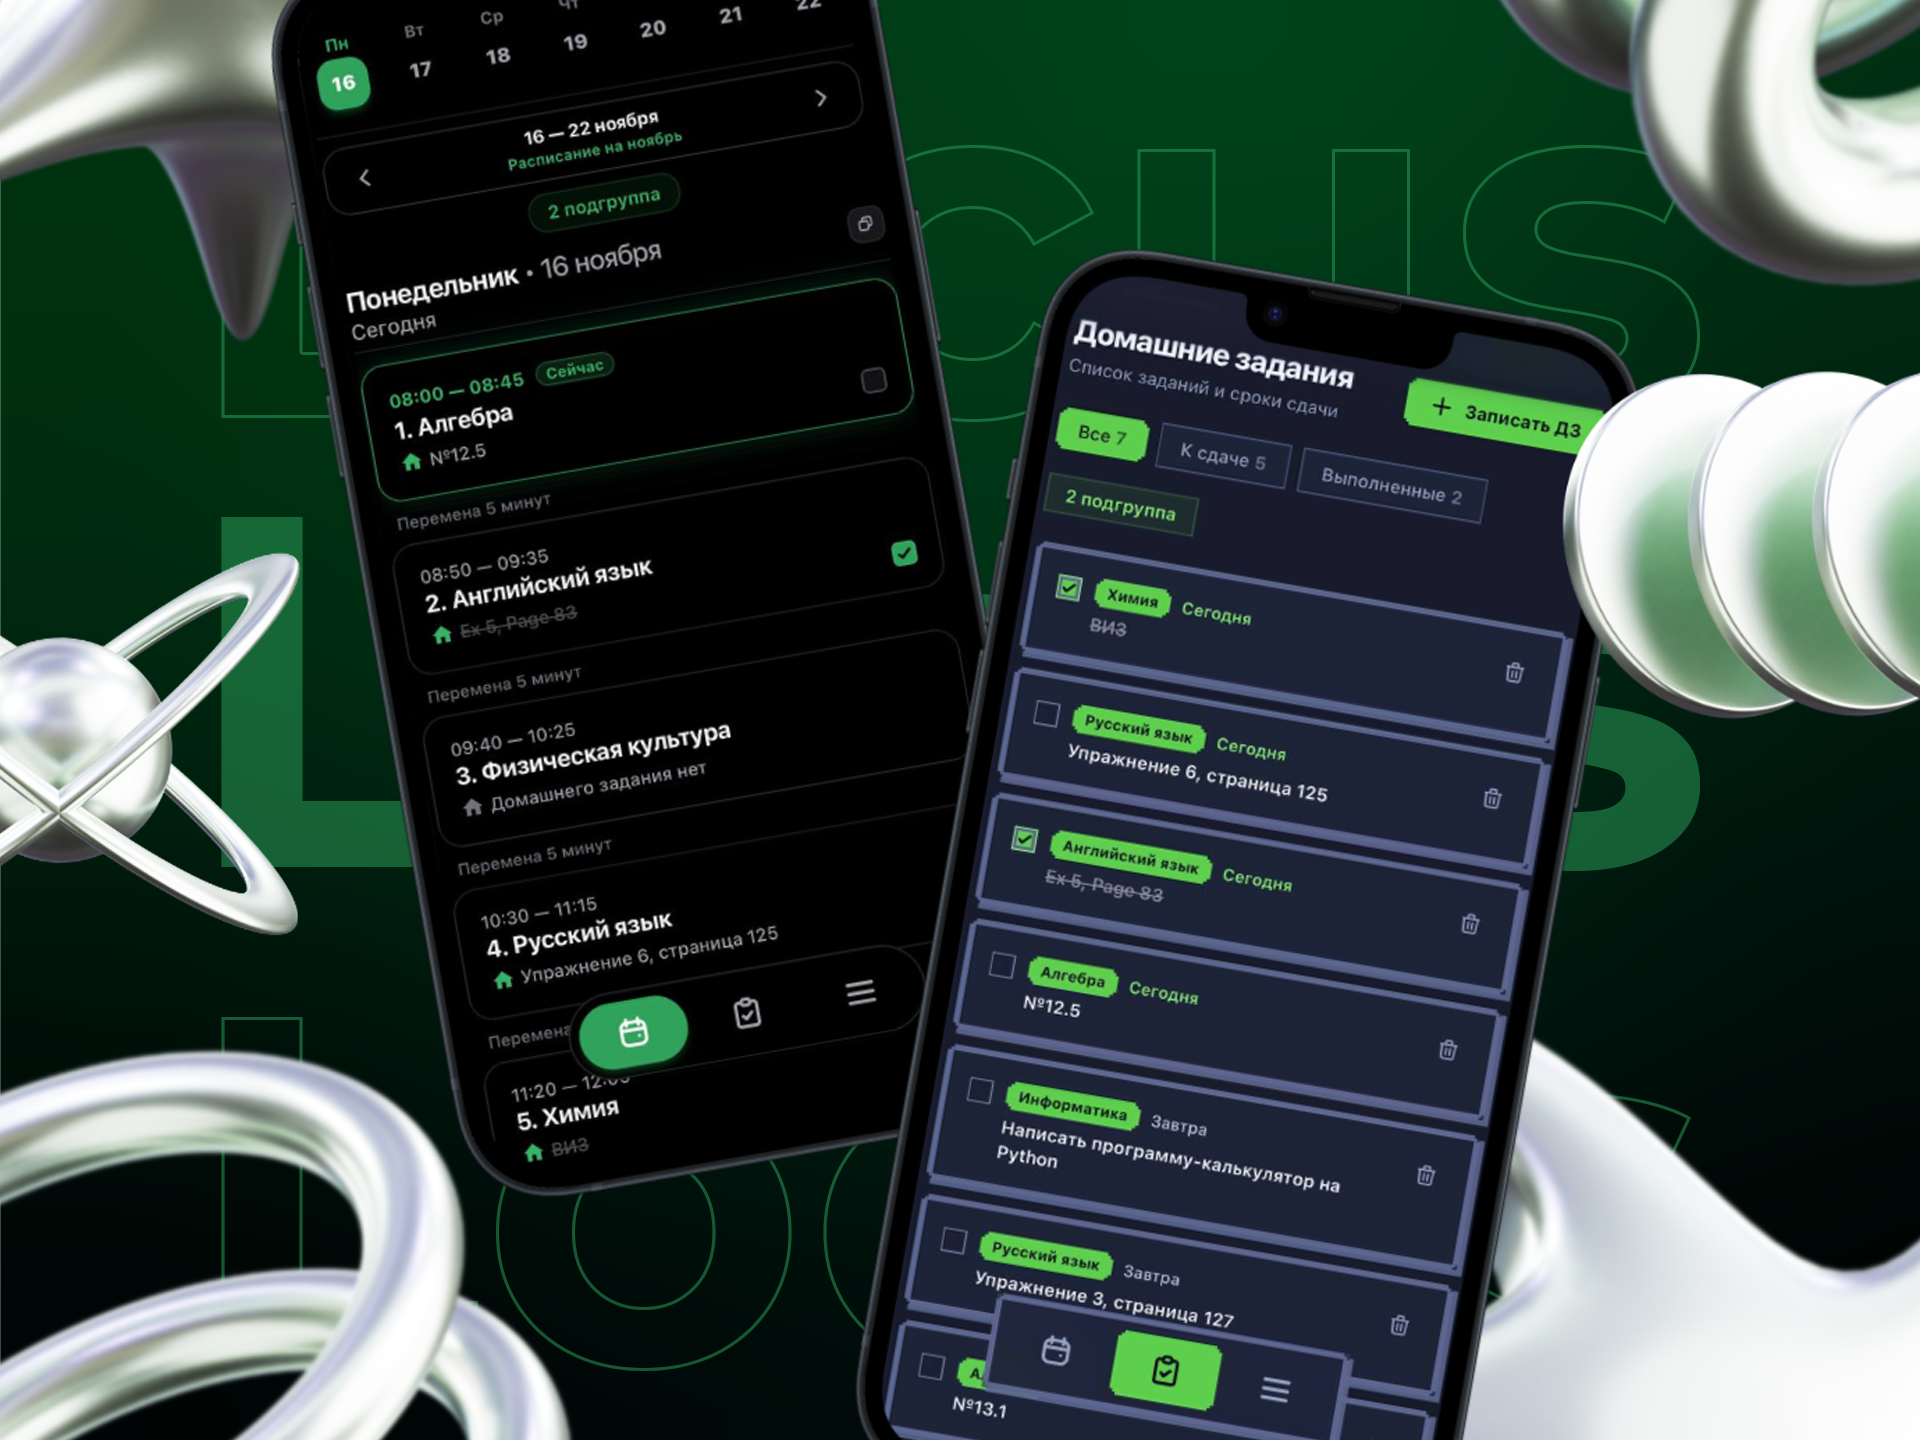 Пн
Вт
Ср
Чт
16
17
18
19
20
21
22
16 — 22 ноября
Расписание на ноябрь
2 подгруппа
Понедельник • 16 ноября
Сегодня
08:00 — 08:45 Сейчас
1. Алгебра
№12.5
Перемена 5 минут
08:50 — 09:35
2. Английский язык
Ex 5, Page 83
Перемена 5 минут
09:40 — 10:25
3. Физическая культура
Домашнего задания нет
Перемена 5 минут
10:30 — 11:15
4. Русский язык
Упражнение 6, страница 125
Перемена
11:20 —
5. Химия
ВИЗ
Домашние задания
Список заданий и сроки сдачи
Записать ДЗ
Все 7
К сдаче 5
Выполненные 2
2 подгруппа
Химия Сегодня
ВИЗ
Русский язык Сегодня
Упражнение 6, страница 125
Английский язык Сегодня
Ex 5, Page 83
Алгебра Сегодня
№12.5
Информатика Завтра
Написать программу-калькулятор на
Python
Русский язык Завтра
Упражнение 3, страница 127
№13.1